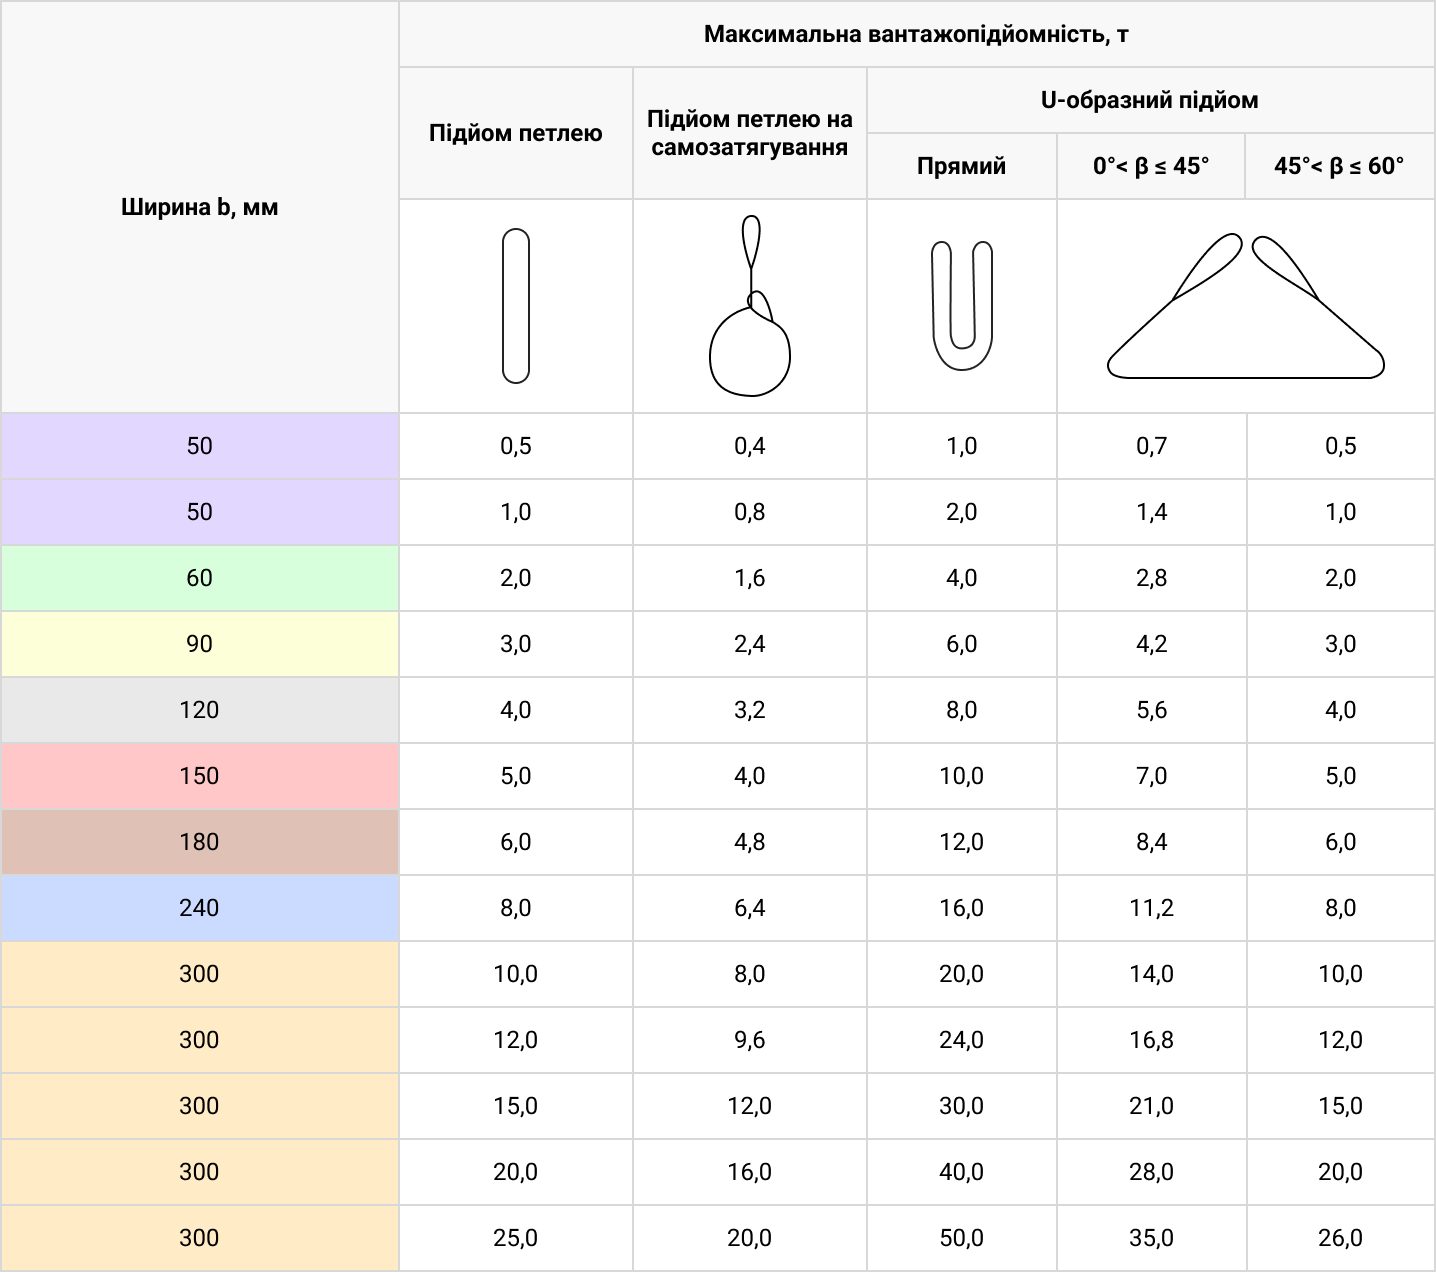 Ширина b, мм
Максимальна вантажопідйомність, т
Підйом петлею
Підйом петлею на
самозатягування
U-образний підйом
Прямий 0°< β ≤ 45° 45°< β ≤ 60°
50 0,5 0,4 1,0 0,7 0,5
50 1,0 0,8 2,0 1,4 1,0
60 2,0 1,6 4,0 2,8 2,0
90 3,0 2,4 6,0 4,2 3,0
120 4,0 3,2 8,0 5,6 4,0
150 5,0 4,0 10,0 7,0 5,0
180 6,0 4,8 12,0 8,4 6,0
240 8,0 6,4 16,0 11,2 8,0
300 10,0 8,0 20,0 14,0 10,0
300 12,0 9,6 24,0 16,8 12,0
300 15,0 12,0 30,0 21,0 15,0
300 20,0 16,0 40,0 28,0 20,0
300 25,0 20,0 50,0 35,0 26,0